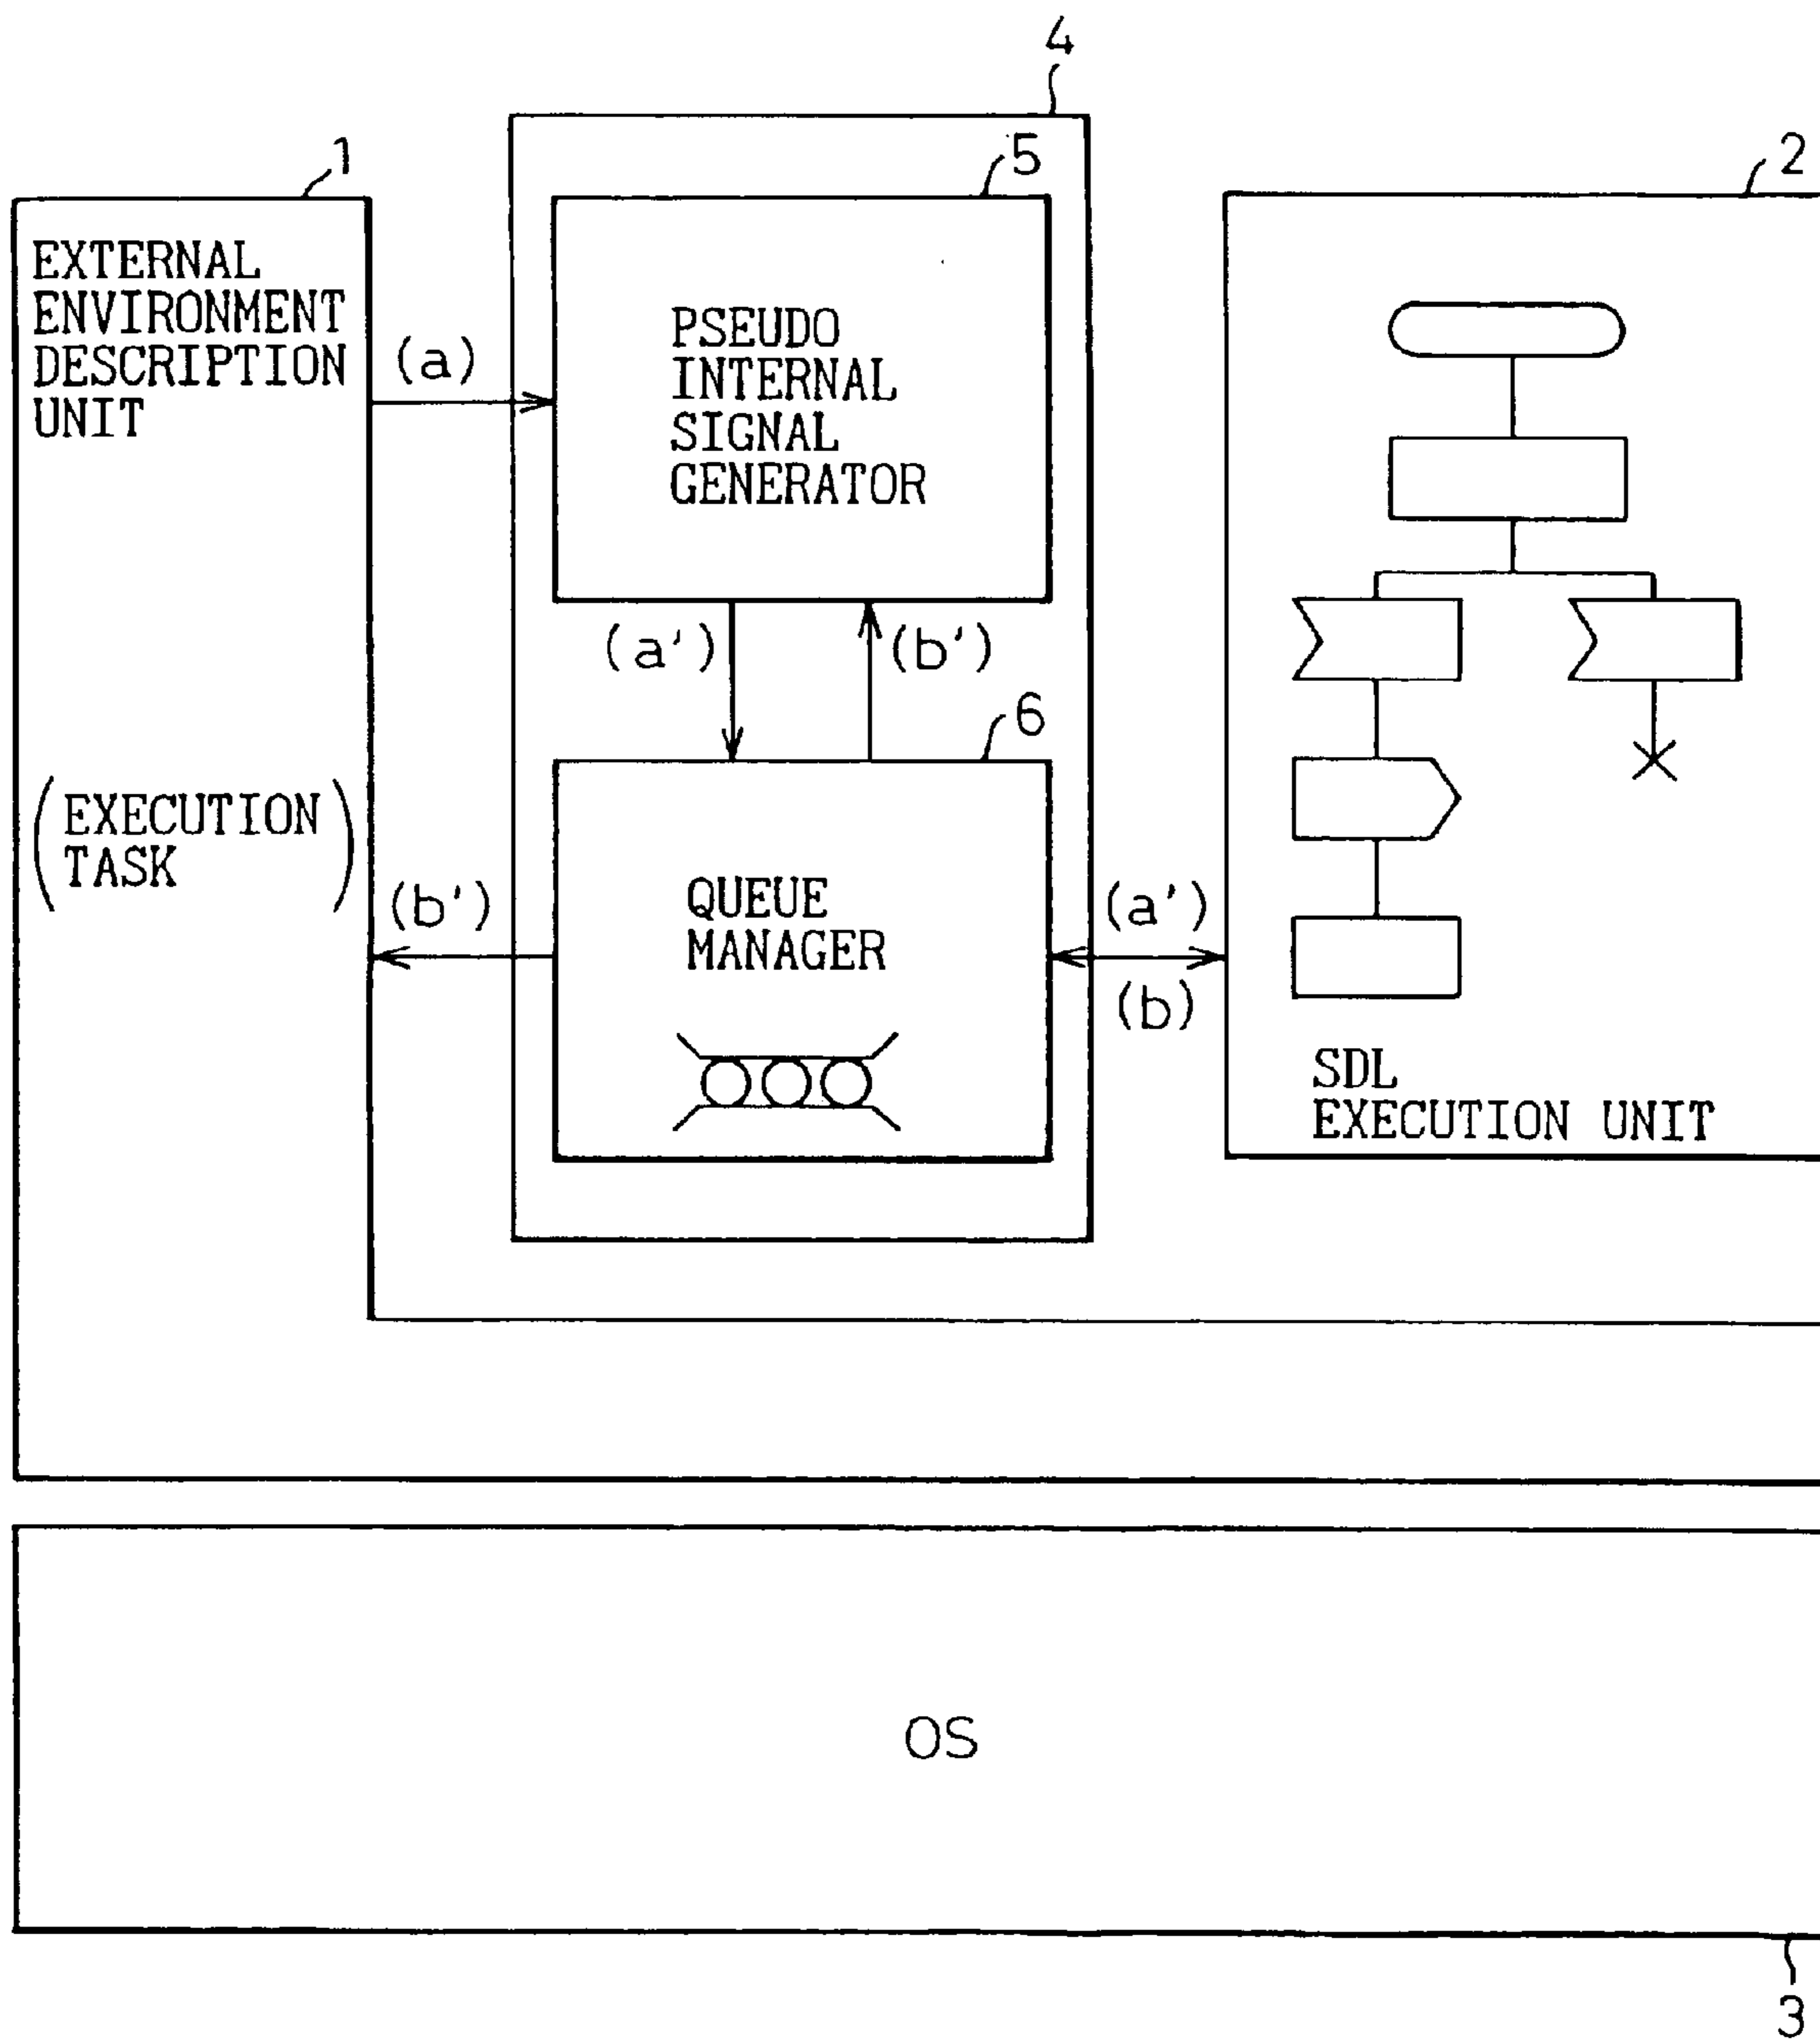 4
1
5
2
EXTERNAL
ENVIRONMENT
DESCRIPTION
UNIT
(a)
PSEUDO
INTERNAL
SIGNAL
GENERATOR
(a')
(b')
6
(EXECUTION
TASK)
(b')
QUEUE
MANAGER
(a')
(b)
SDL
EXECUTION UNIT
OS
3